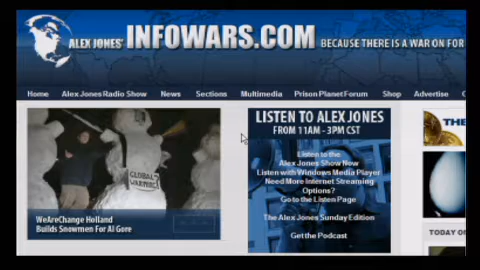 ALEX JONES' INFOWARS.COM BECAUSE THERE IS A WAR ON FOR
Home Alex Jones Radio Show News Sections Multimedia Prison Planet Forum Shop Advertise
LISTEN TO ALEX JONES
FROM 11AM - 3PM CST
Listen to the
Alex Jones Show Now
Listen with Windows Media Player
Need More Internet Streaming
Options?
Go to the Listen Page
The Alex Jones Sunday Edition
Get the Podcast
GLOBAL
WARMING?
WeAreChange Holland
Builds Snowmen For Al Gore
THE
TODAY O